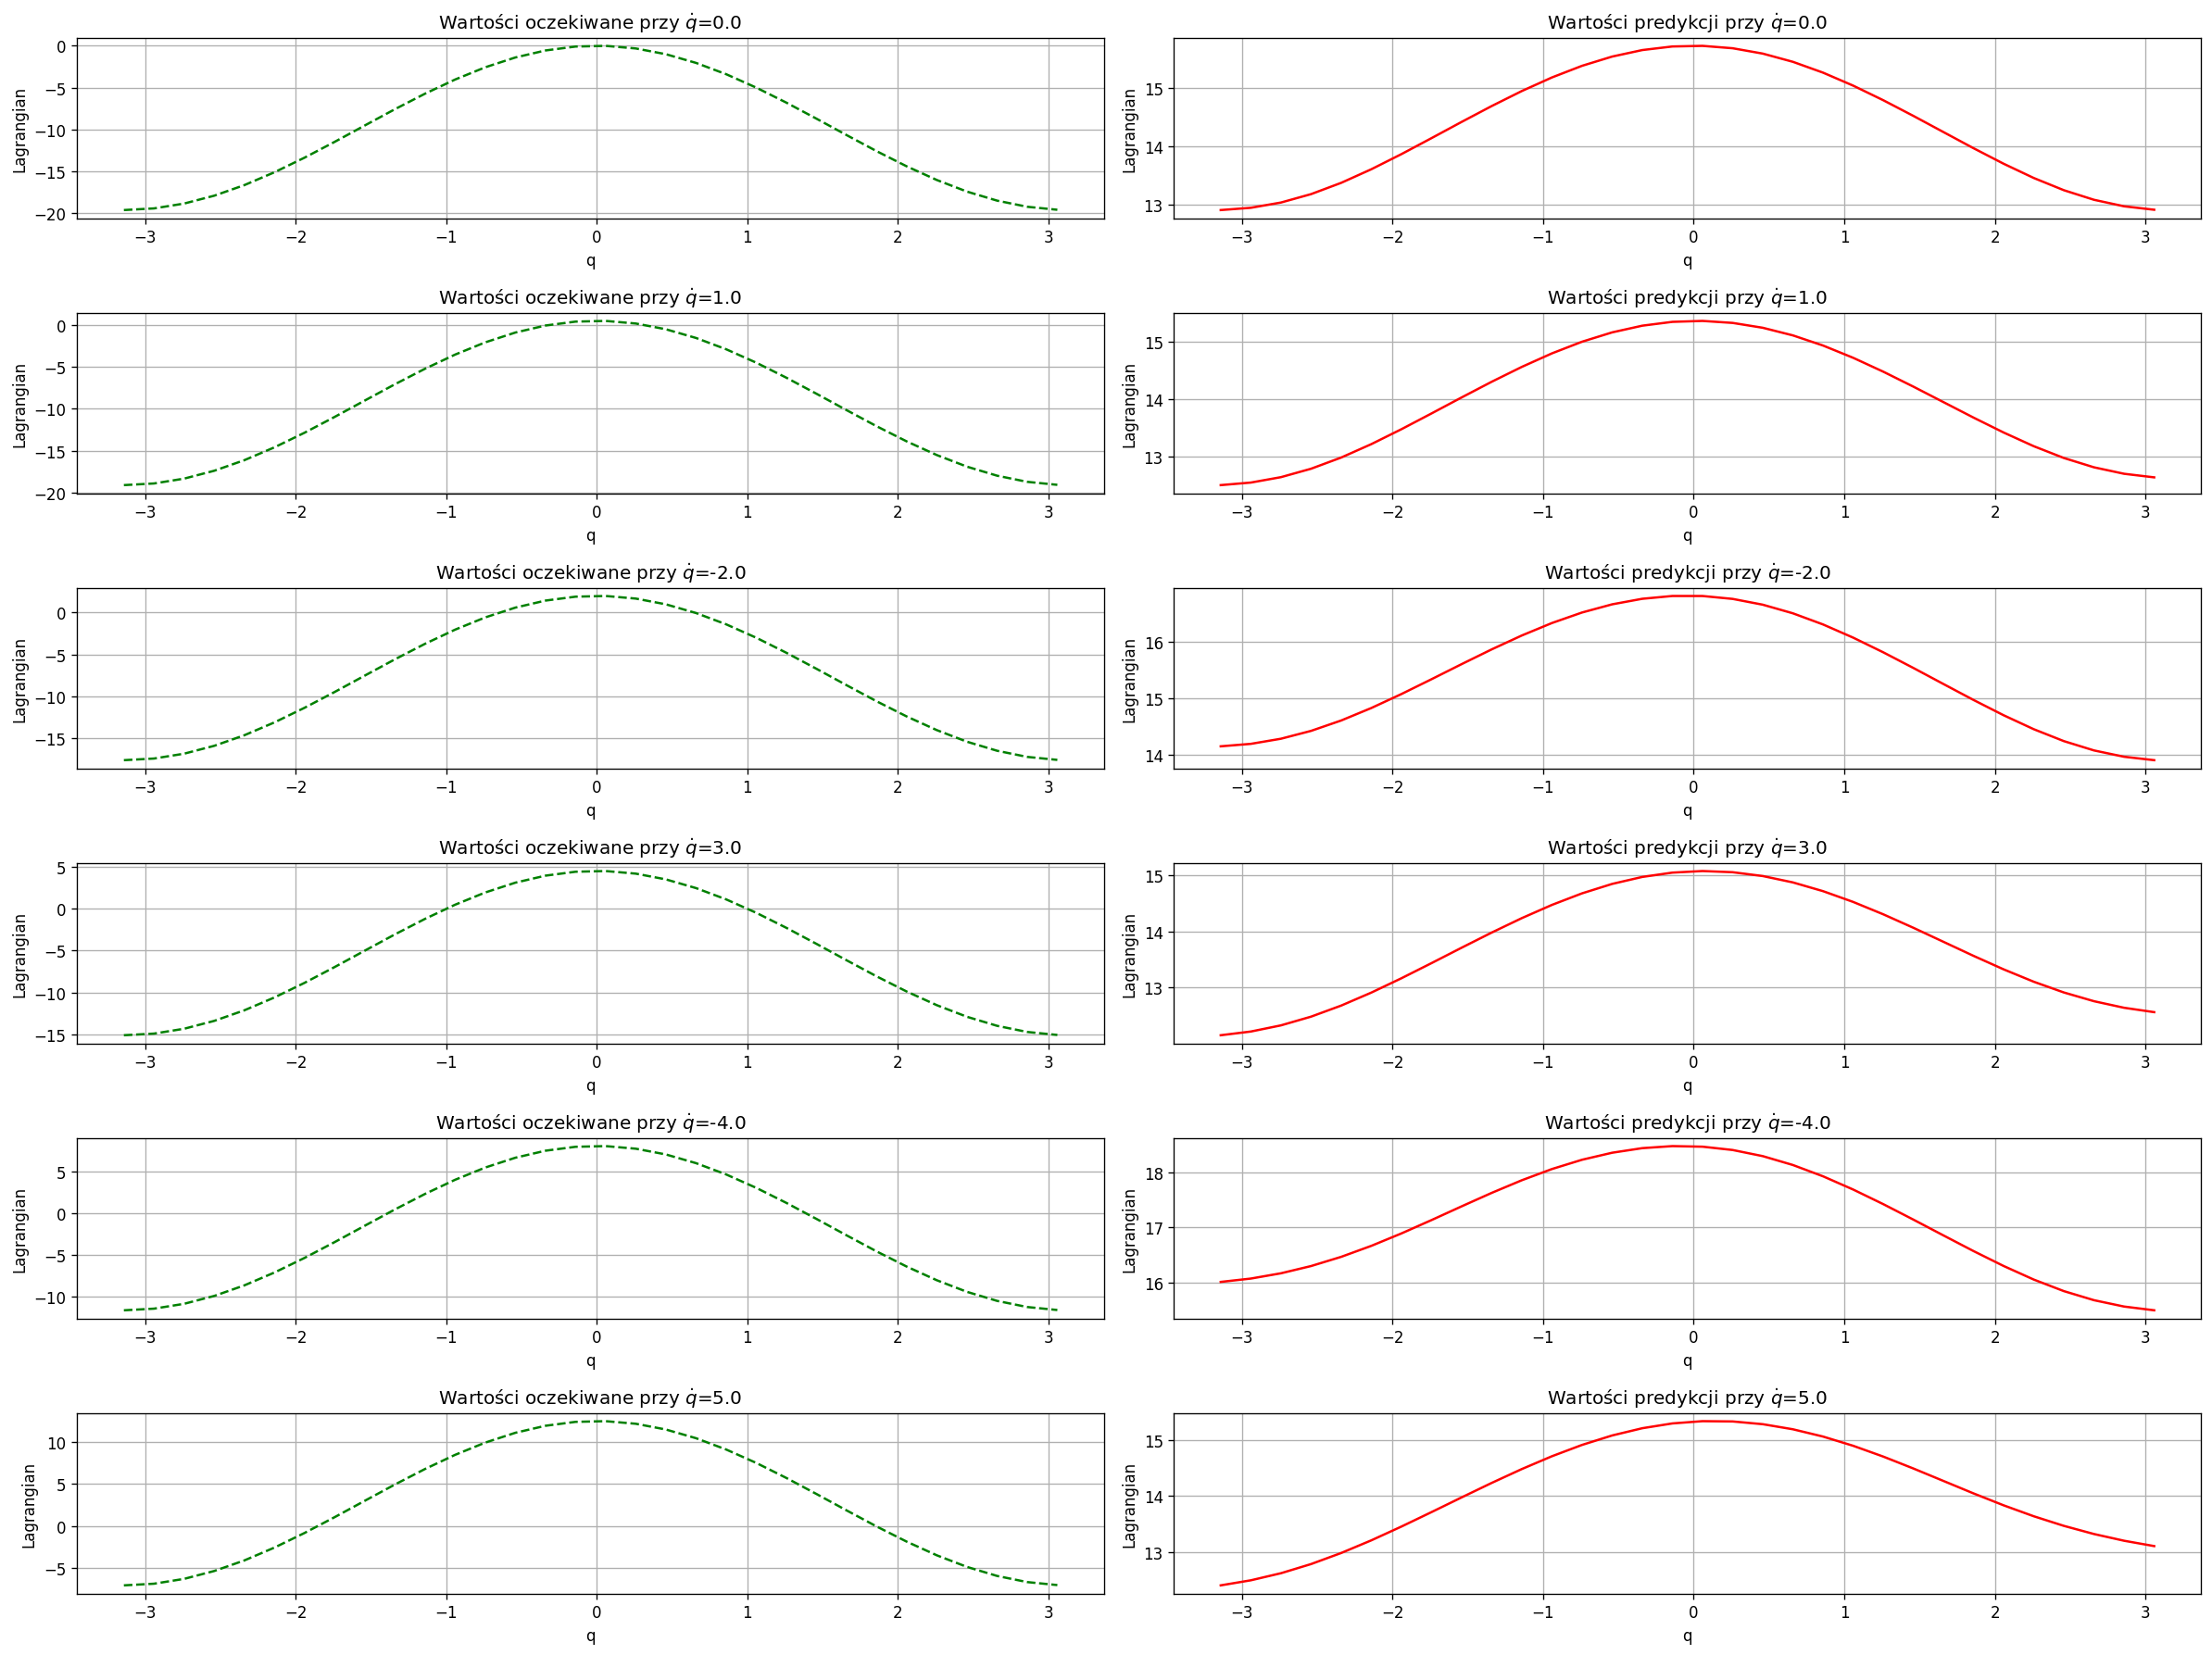 Wartości oczekiwane przy q̇=0.0
Lagrangian
0
−5
−10
−15
−20
−3 −2 −1 0 1 2 3
q
Wartości predykcji przy q̇=0.0
Lagrangian
15
14
13
−3 −2 −1 0 1 2 3
q
Wartości oczekiwane przy q̇=1.0
Lagrangian
0
−5
−10
−15
−20
−3 −2 −1 0 1 2 3
q
Wartości predykcji przy q̇=1.0
Lagrangian
15
14
13
−3 −2 −1 0 1 2 3
q
Wartości oczekiwane przy q̇=-2.0
Lagrangian
0
−5
−10
−15
−3 −2 −1 0 1 2 3
q
Wartości predykcji przy q̇=-2.0
Lagrangian
16
15
14
−3 −2 −1 0 1 2 3
q
Wartości oczekiwane przy q̇=3.0
Lagrangian
5
0
−5
−10
−15
−3 −2 −1 0 1 2 3
q
Wartości predykcji przy q̇=3.0
Lagrangian
15
14
13
−3 −2 −1 0 1 2 3
q
Wartości oczekiwane przy q̇=-4.0
Lagrangian
5
0
−5
−10
−3 −2 −1 0 1 2 3
q
Wartości predykcji przy q̇=-4.0
Lagrangian
18
17
16
−3 −2 −1 0 1 2 3
q
Wartości oczekiwane przy q̇=5.0
Lagrangian
10
5
0
−5
−3 −2 −1 0 1 2 3
q
Wartości predykcji przy q̇=5.0
Lagrangian
15
14
13
−3 −2 −1 0 1 2 3
q